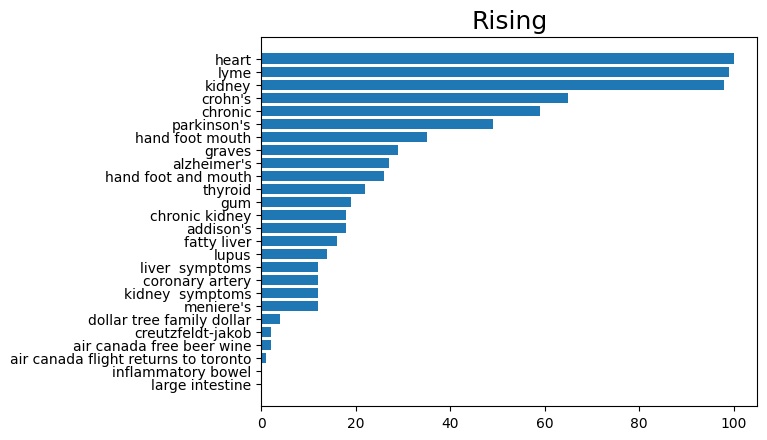 Rising
heart
lyme
kidney
crohn's
chronic
parkinson's
hand foot mouth
graves
alzheimer's
hand foot and mouth
thyroid
gum
chronic kidney
addison's
fatty liver
lupus
liver  symptoms
coronary artery
kidney  symptoms
meniere's
dollar tree family dollar
creutzfeldt-jakob
air canada free beer wine
air canada flight returns to toronto
inflammatory bowel
large intestine
0 20 40 60 80 100